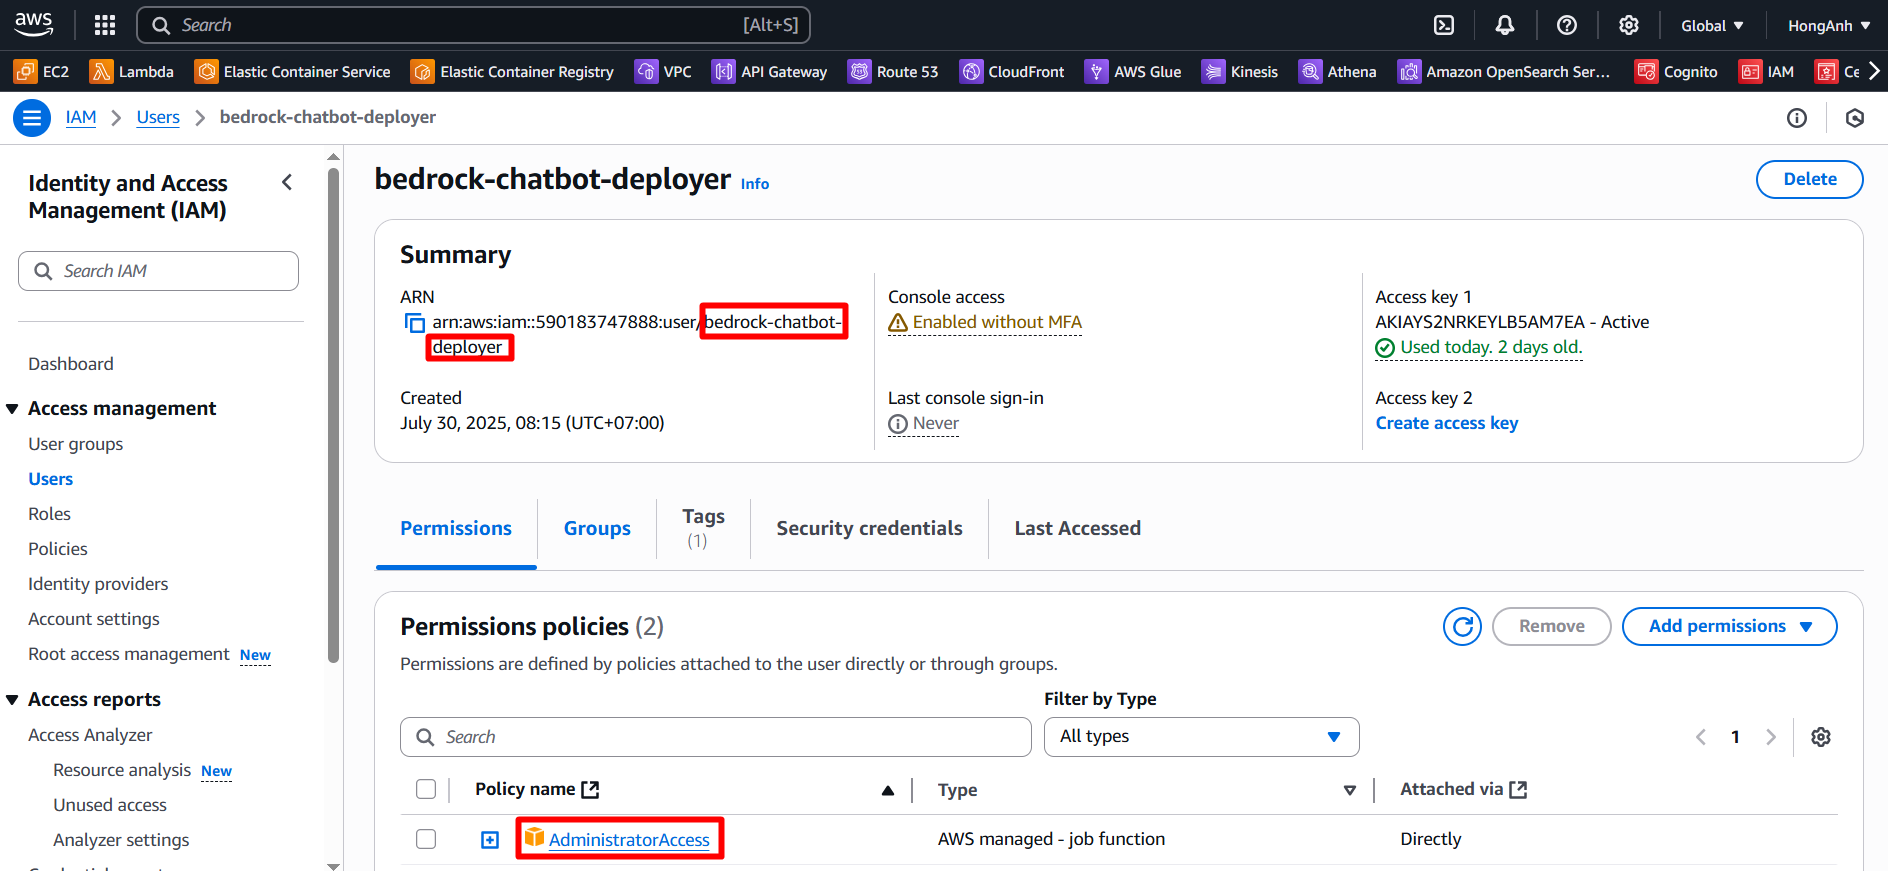 aws
Search [Alt+S]
Global
HongAnh
EC2 Lambda Elastic Container Service Elastic Container Registry VPC API Gateway Route 53 CloudFront AWS Glue Kinesis Athena Amazon OpenSearch Ser... Cognito IAM Ce
IAM > Users > bedrock-chatbot-deployer
Identity and Access
Management (IAM)
Search IAM
Dashboard
Access management
User groups
Users
Roles
Policies
Identity providers
Account settings
Root access management New
Access reports
Access Analyzer
Resource analysis New
Unused access
Analyzer settings
bedrock-chatbot-deployer Info
Delete
Summary
ARN
arn:aws:iam::590183747888:user/bedrock-chatbot-
deployer
Created
July 30, 2025, 08:15 (UTC+07:00)
Console access
Enabled without MFA
Last console sign-in
Never
Access key 1
AKIAYS2NRKEYLB5AM7EA - Active
Used today. 2 days old.
Access key 2
Create access key
Permissions
Groups
Tags
(1)
Security credentials
Last Accessed
Permissions policies (2)
Remove
Add permissions
Permissions are defined by policies attached to the user directly or through groups.
Filter by Type
Search
All types
1
Policy name Type Attached via
AdministratorAccess AWS managed - job function Directly